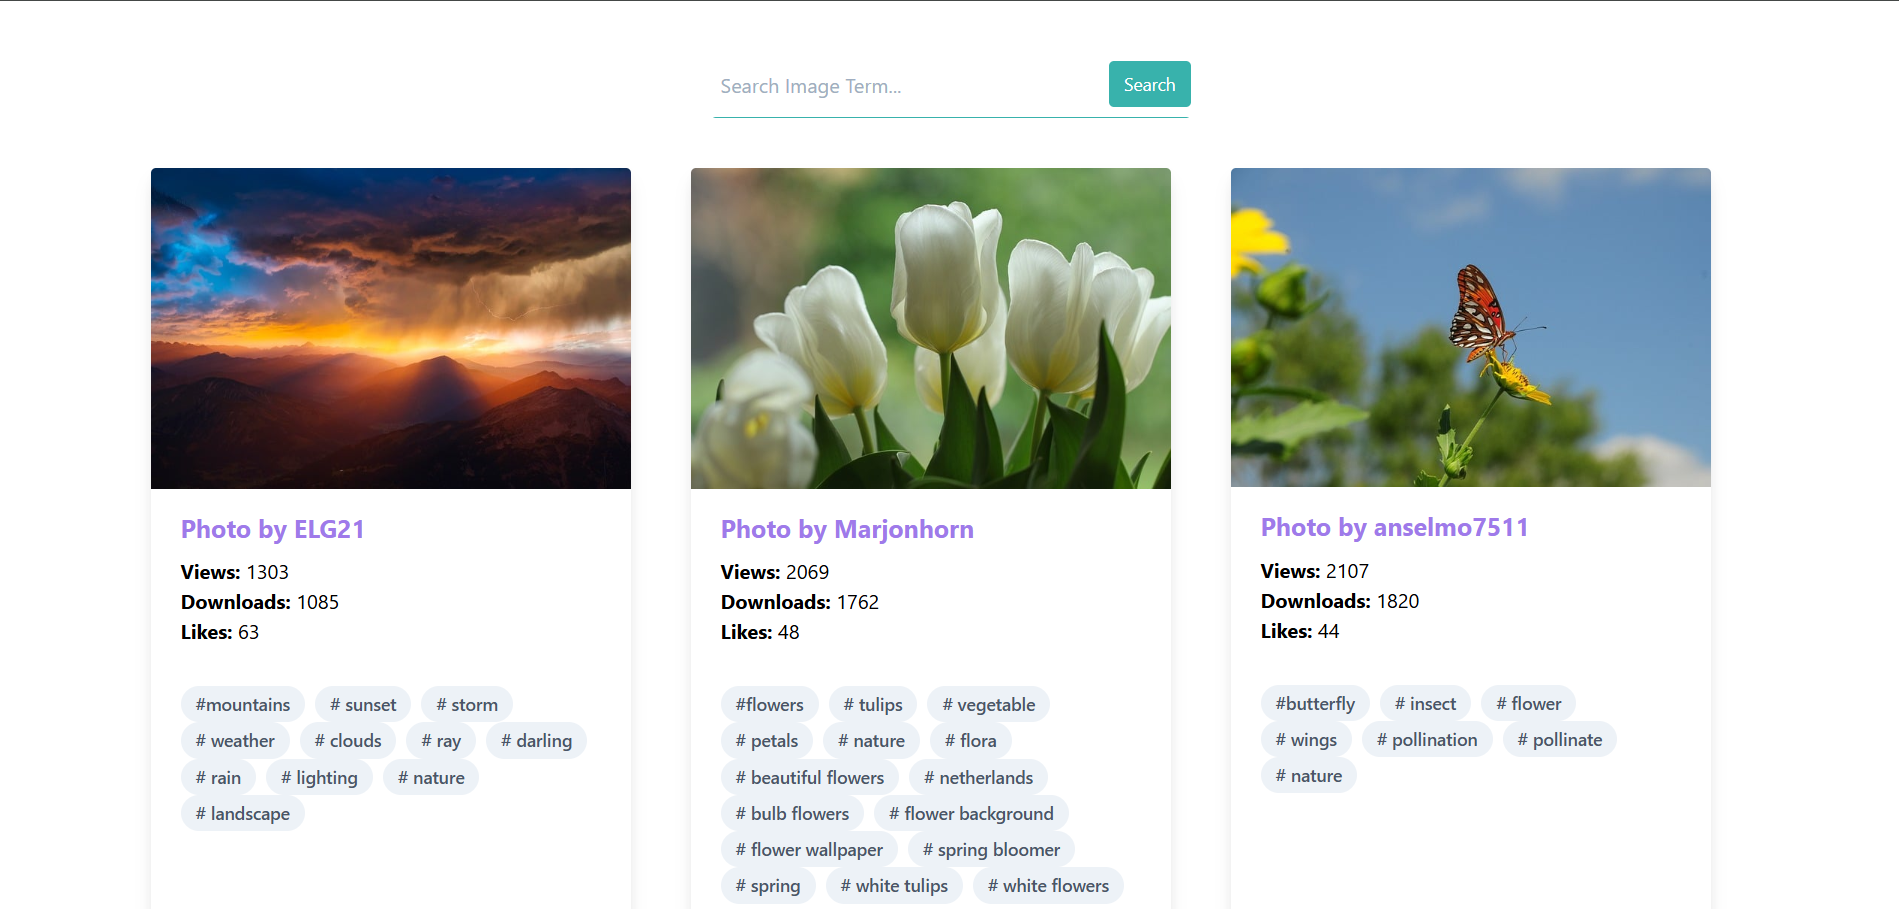 Search Image Term...
Search
Photo by ELG21
Views: 1303
Downloads: 1085
Likes: 63
#mountains # sunset # storm
# weather # clouds # ray # darling
# rain # lighting # nature
# landscape
Photo by Marjonhorn
Views: 2069
Downloads: 1762
Likes: 48
#flowers # tulips # vegetable
# petals # nature # flora
# beautiful flowers # netherlands
# bulb flowers # flower background
# flower wallpaper # spring bloomer
# spring # white tulips # white flowers
Photo by anselmo7511
Views: 2107
Downloads: 1820
Likes: 44
#butterfly # insect # flower
# wings # pollination # pollinate
# nature